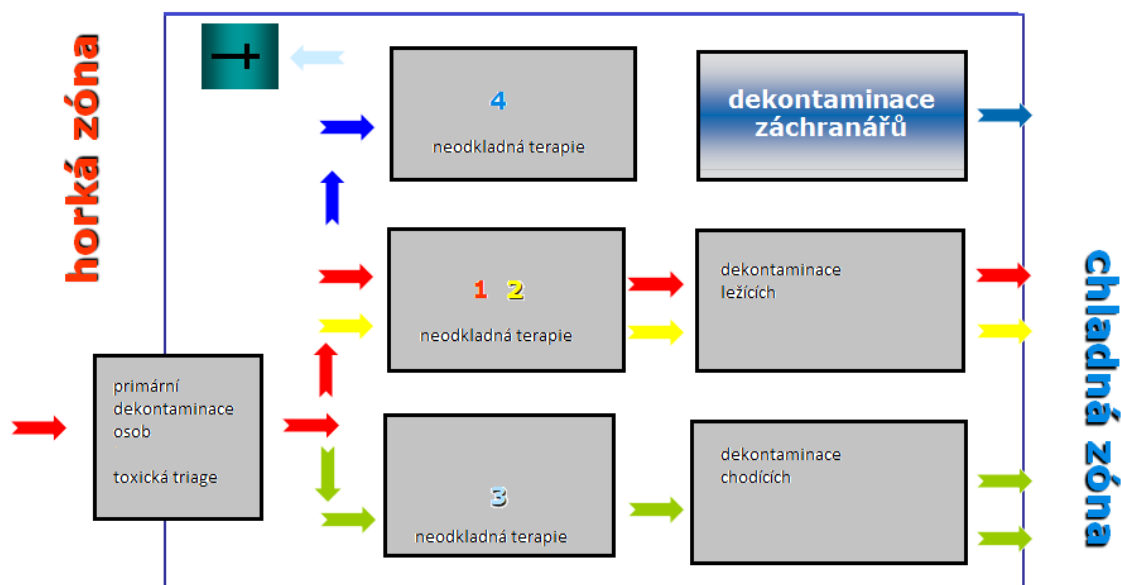 horká zóna
4
neodkladná terapie
dekontaminace
záchranářů
1 2
neodkladná terapie
dekontaminace
ležících
primární
dekontaminace
osob
toxická triage
3
neodkladná terapie
dekontaminace
chodících
chladná zóna